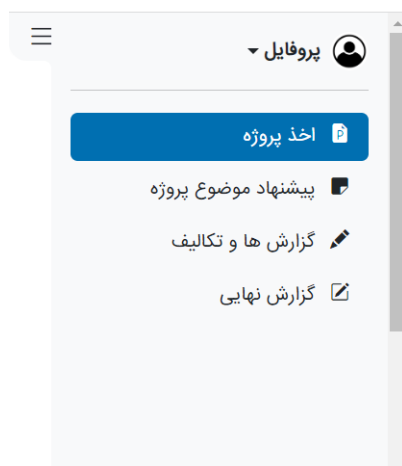 پروفایل
اخذ پروژه
پیشنهاد موضوع پروژه
گزارش ها و تکالیف
گزارش نهایی